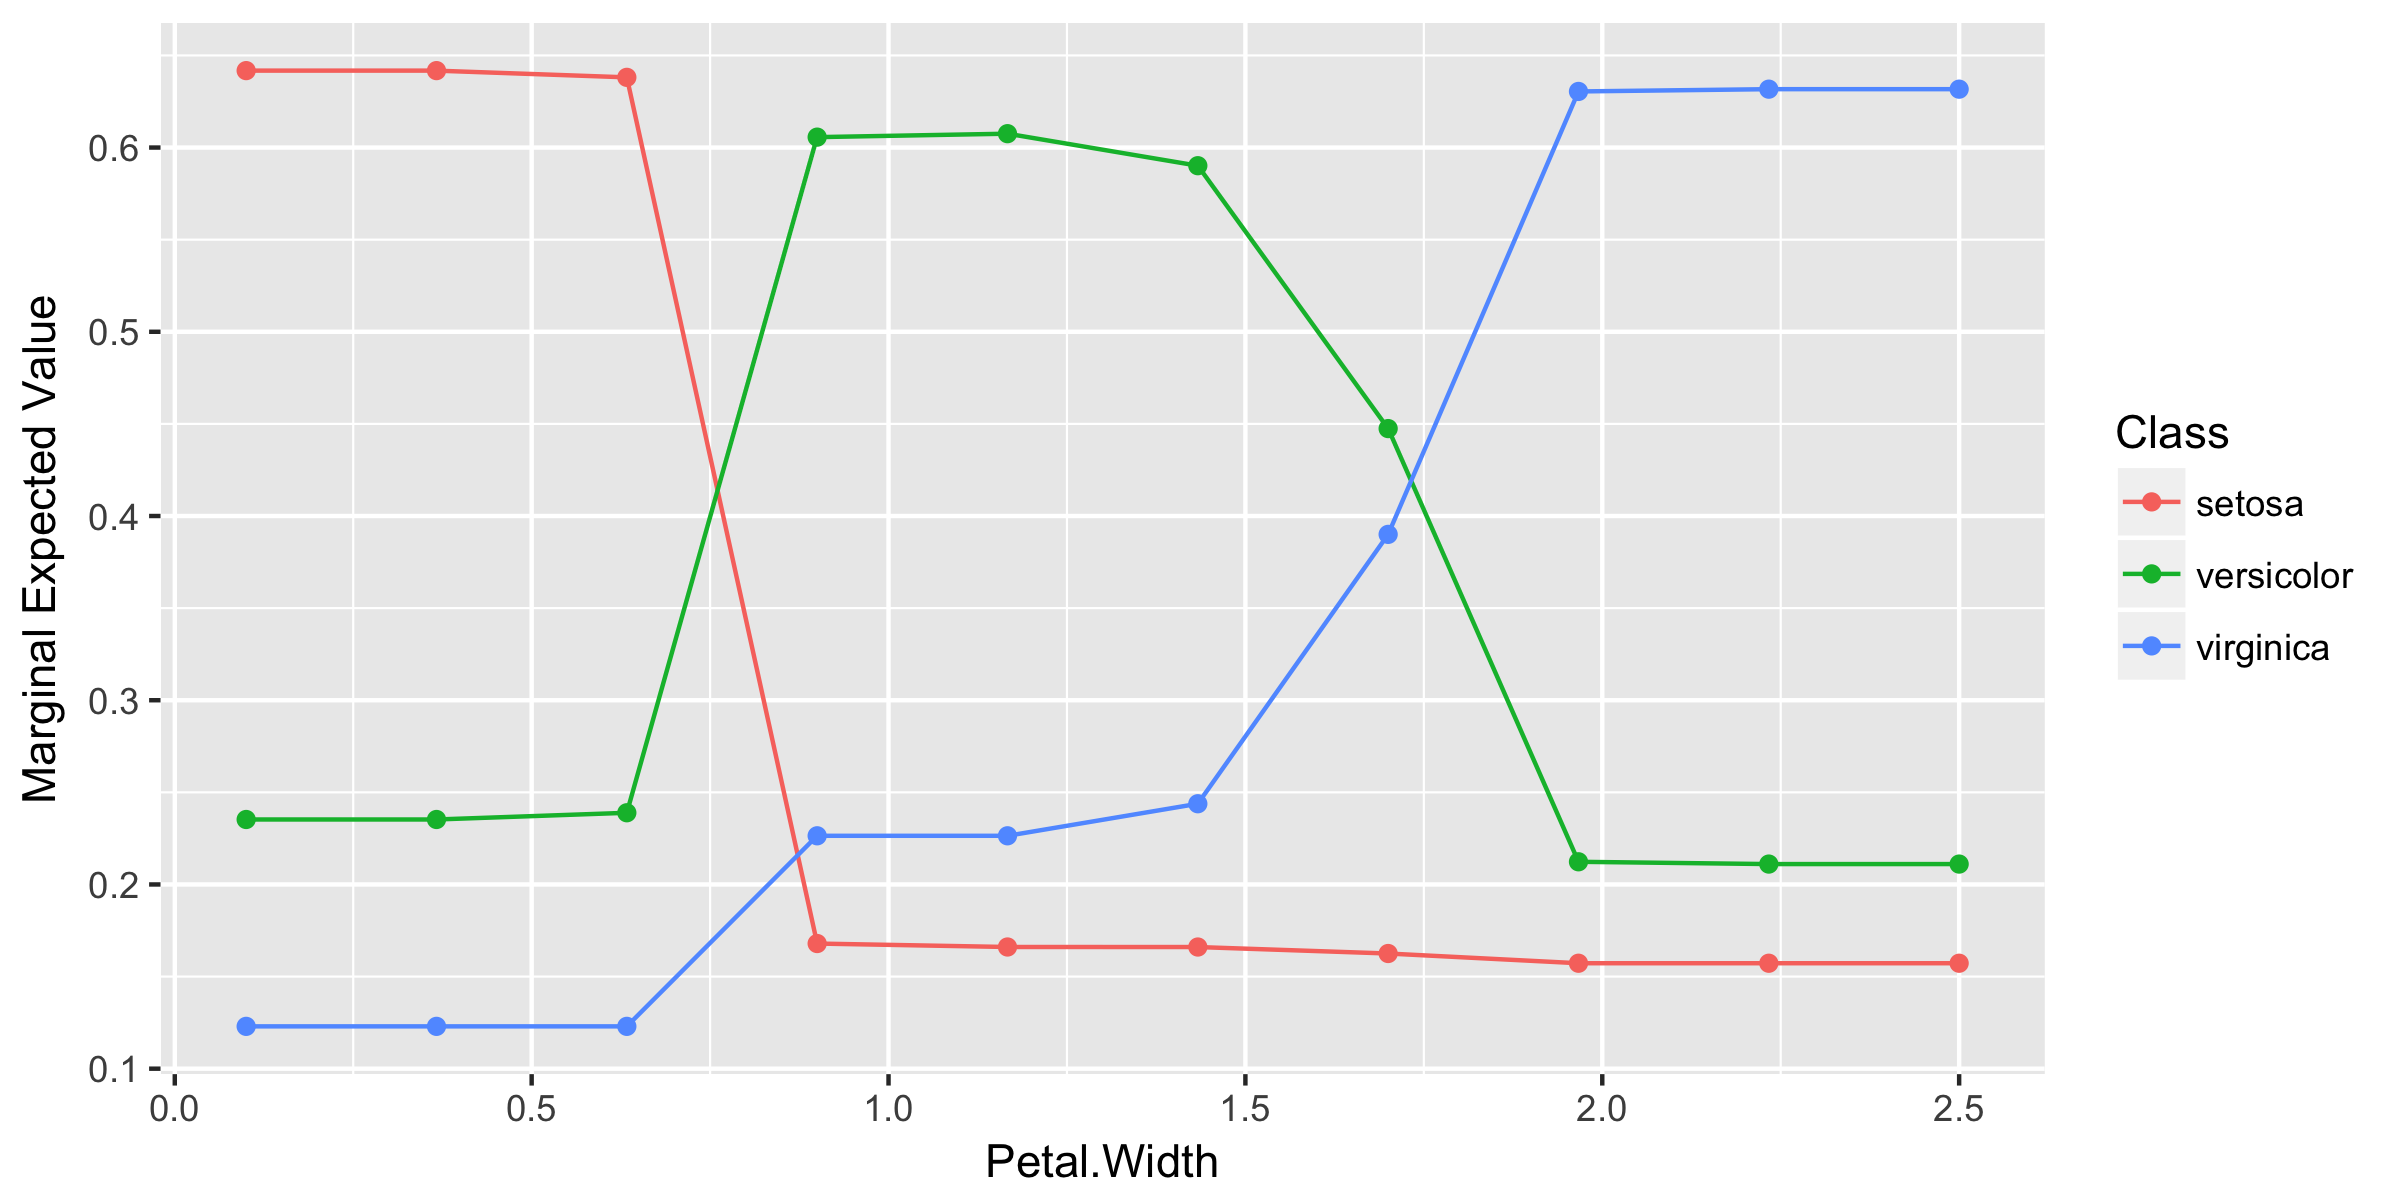 Marginal Expected Value
0.6
0.5
0.4
0.3
0.2
0.1
0.0 0.5 1.0 1.5 2.0 2.5
Petal.Width
Class
setosa
versicolor
virginica